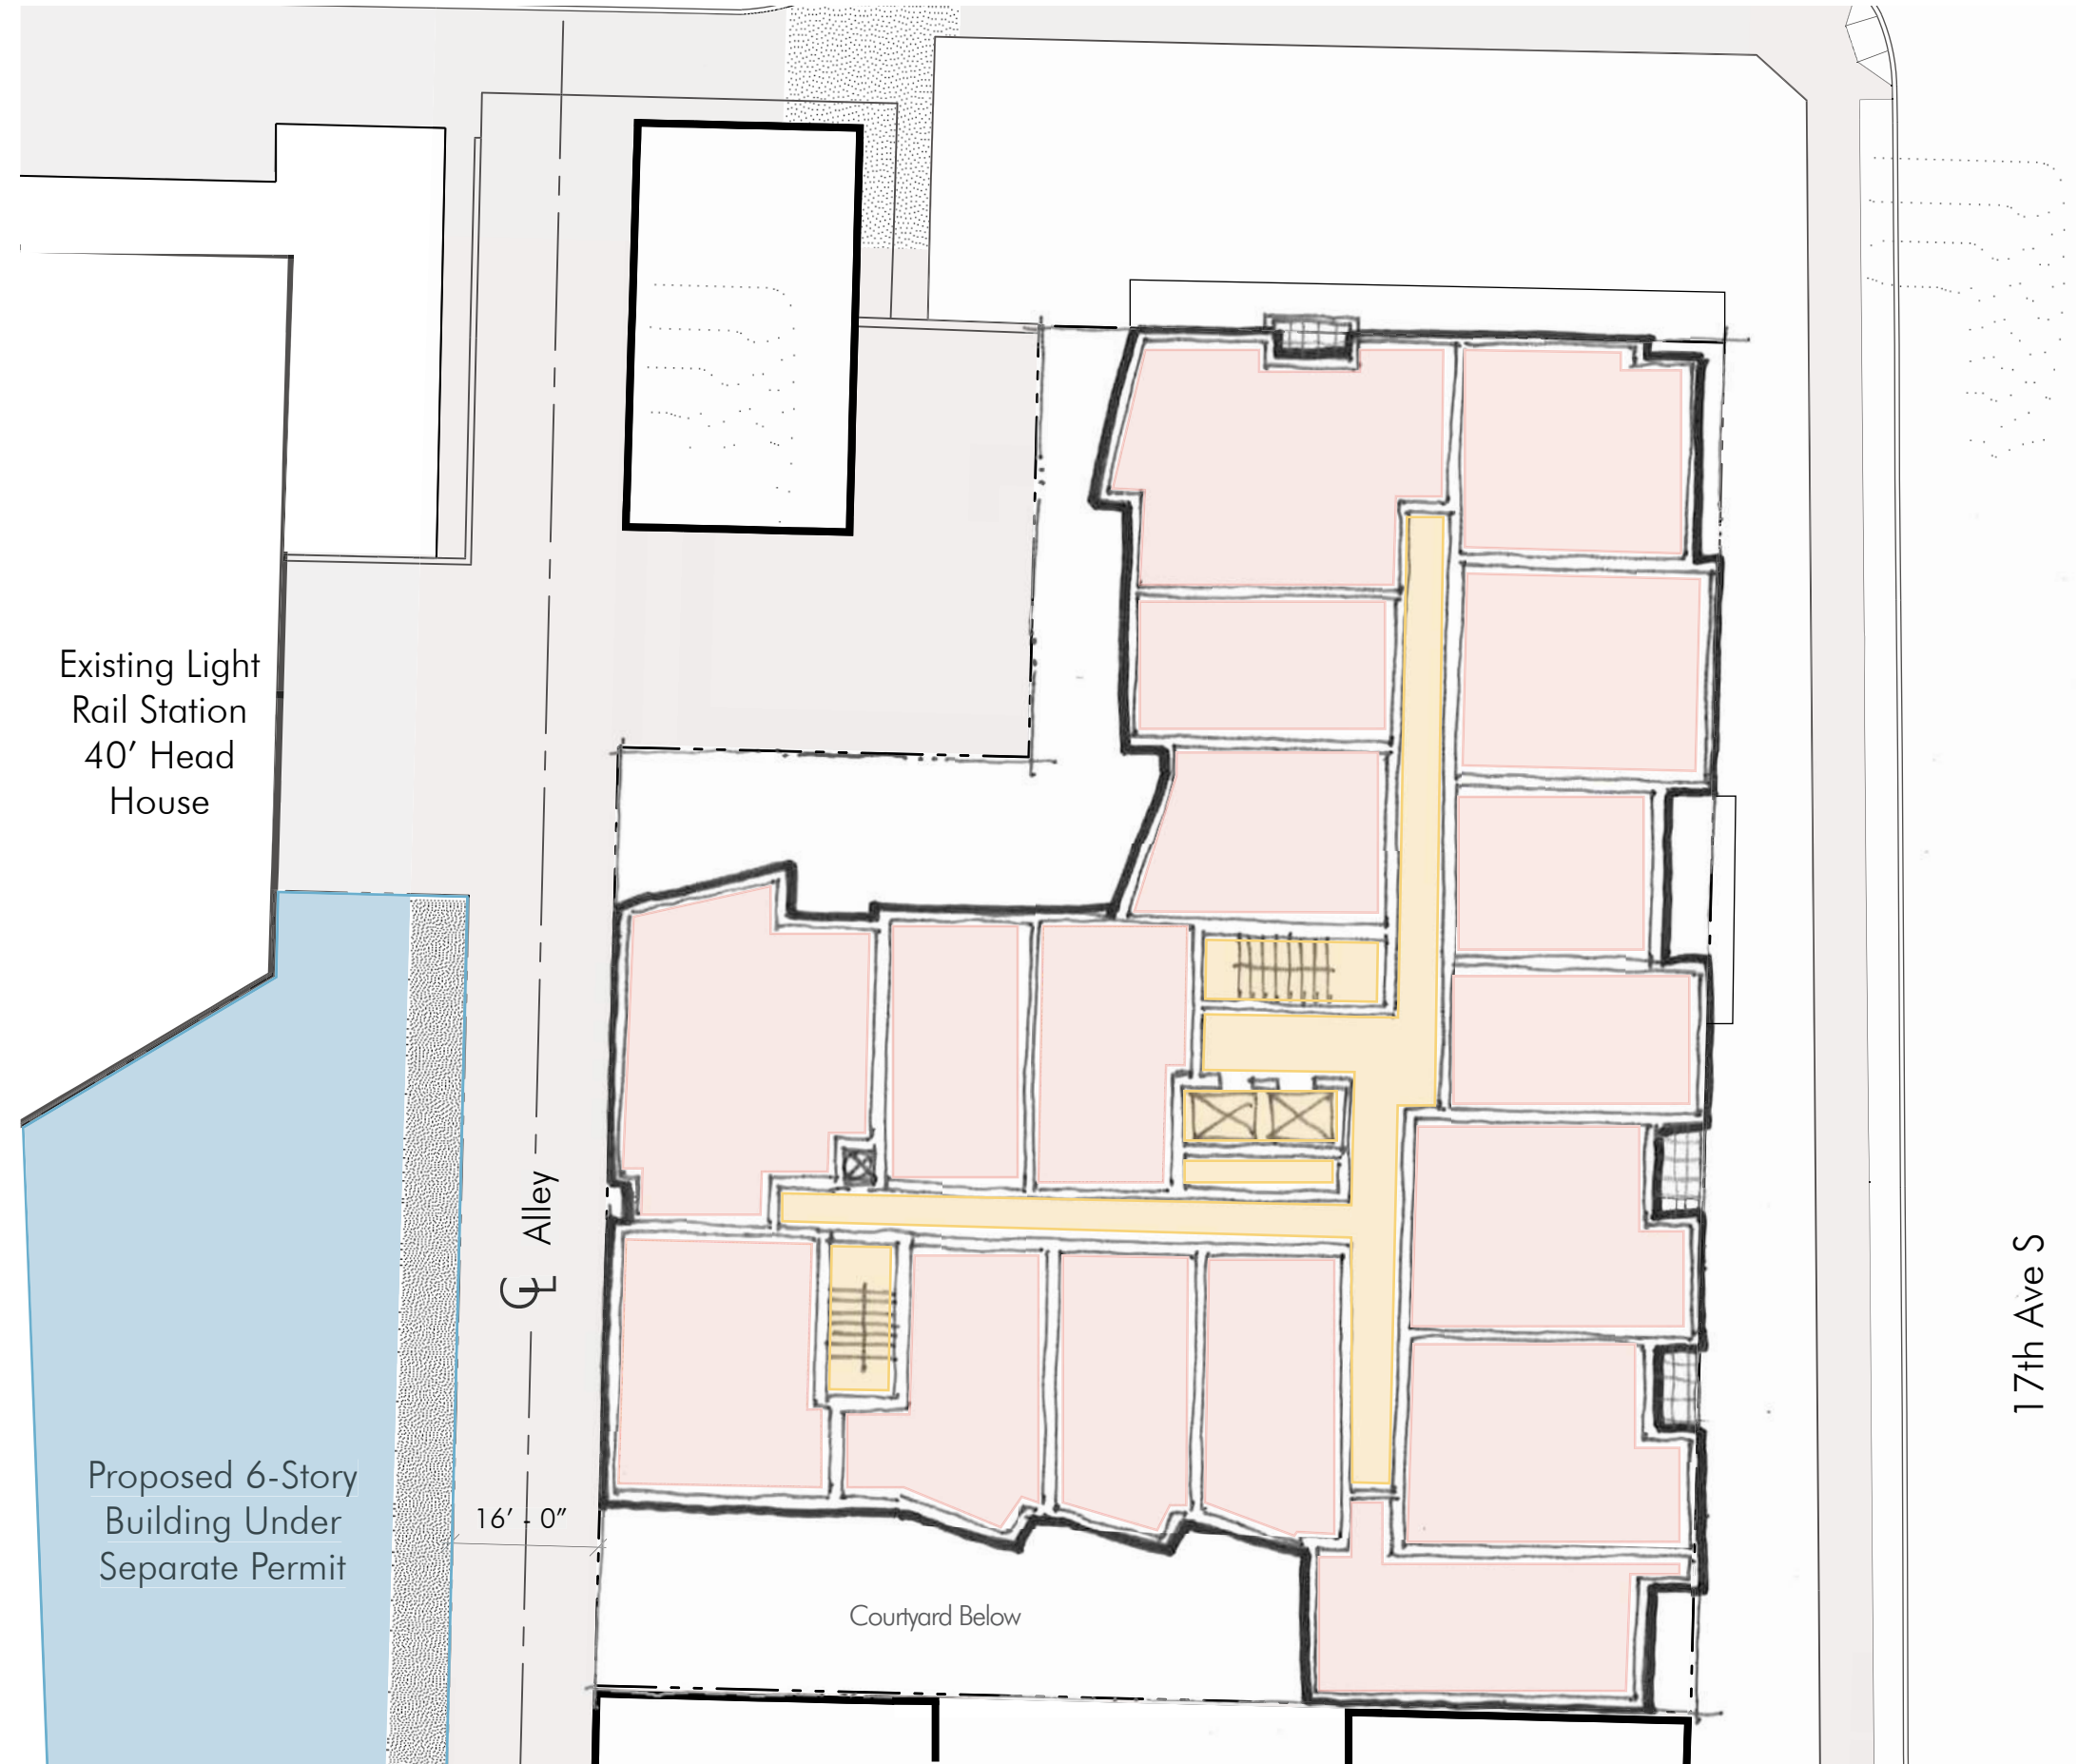 Existing Light
Rail Station
40’ Head
House
Alley
℄
Proposed 6-Story
Building Under
Separate Permit
16’ - 0”
Courtyard Below
17th Ave S